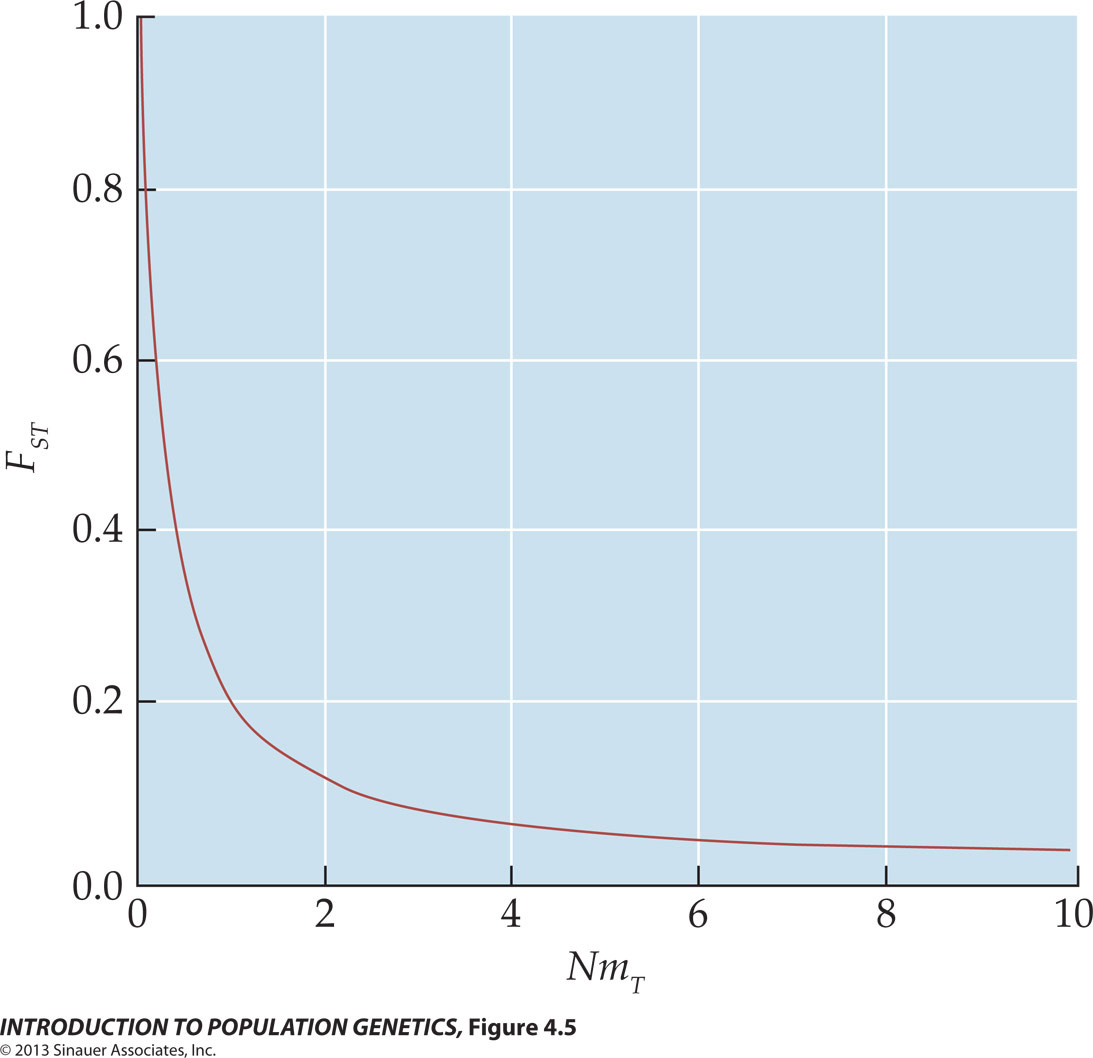 1.0
0.8
0.6
F_ST
0.4
0.2
0.0
0 2 4 6 8 10
Nm_T
INTRODUCTION TO POPULATION GENETICS, Figure 4.5
© 2013 Sinauer Associates, Inc.